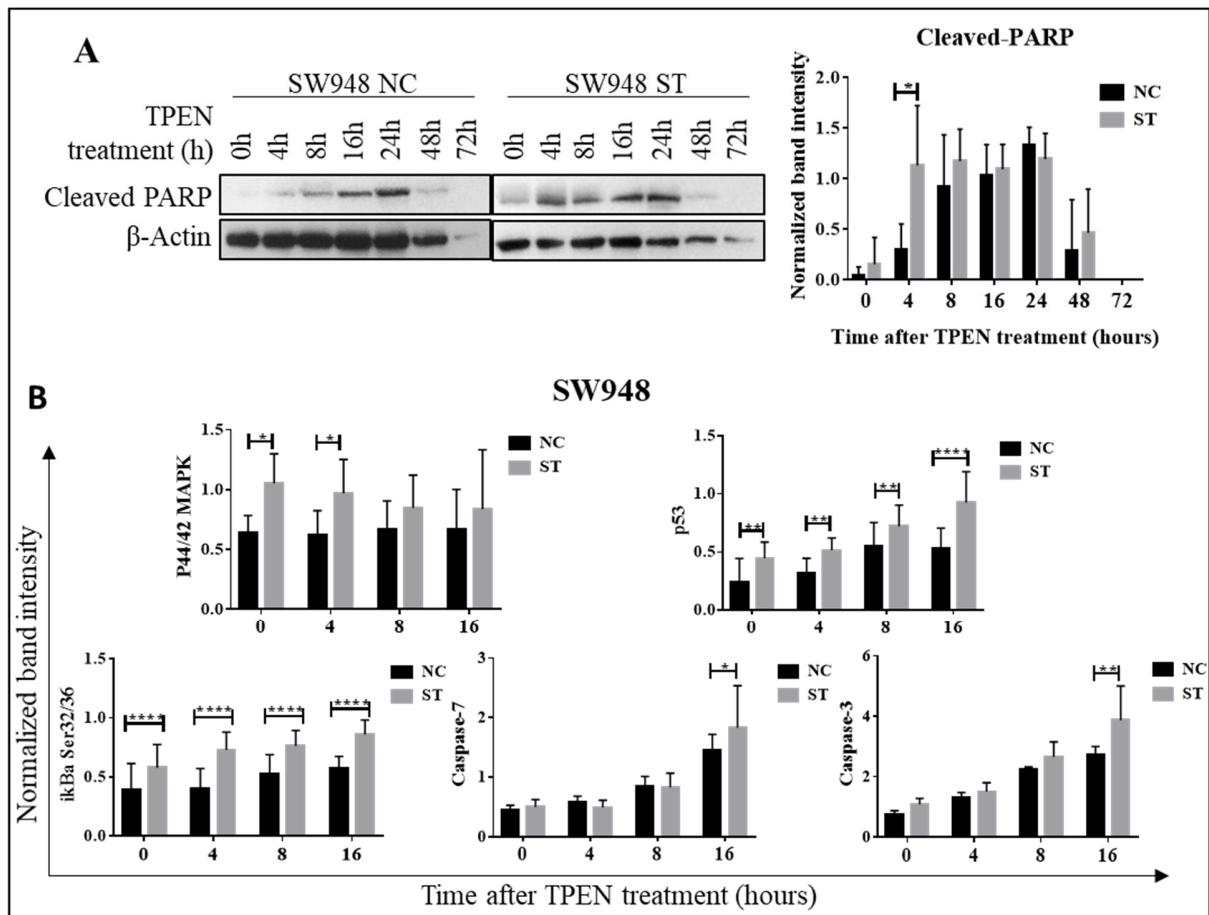 A
SW948 NC
SW948 ST
TPEN
treatment (h)
0h 4h 8h 16h 24h 48h 72h
0h 4h 8h 16h 24h 48h 72h
Cleaved PARP
β-Actin
Cleaved-PARP
Normalized band intensity
2.0
1.5
1.0
0.5
0.0
*
NC
ST
0 4 8 16 24 48 72
Time after TPEN treatment (hours)
B
SW948
Normalized band intensity
P44/42 MAPK
1.5
1.0
0.5
0.0
* *
NC
ST
0 4 8 16
p53
1.5
1.0
0.5
0.0
** ** ** ****
NC
ST
0 4 8 16
ikBa Ser32/36
1.5
1.0
0.5
0.0
**** **** **** ****
NC
ST
0 4 8 16
Caspase-7
3
2
1
0
*
NC
ST
0 4 8 16
Caspase-3
6
4
2
0
**
NC
ST
0 4 8 16
Time after TPEN treatment (hours)